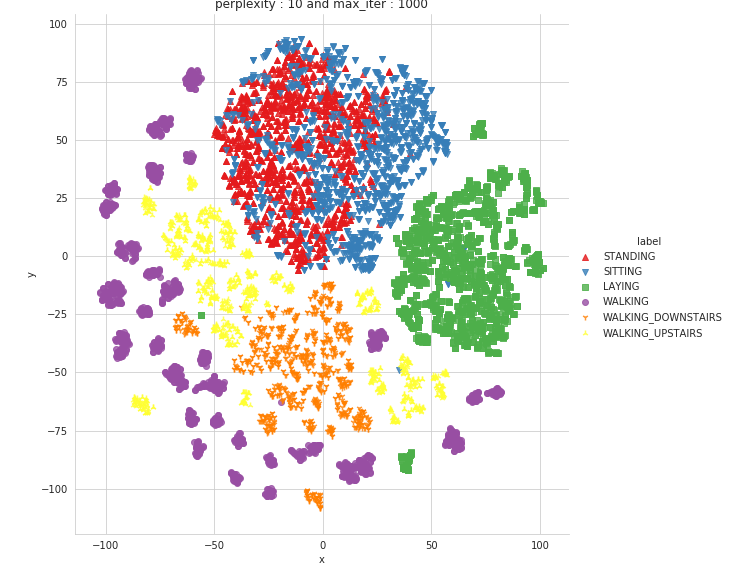 perplexity : 10 and max_iter : 1000
100
75
50
25
0
−25
−50
−75
−100
y
−100
−50
0
50
100
x
label
STANDING
SITTING
LAYING
WALKING
WALKING_DOWNSTAIRS
WALKING_UPSTAIRS